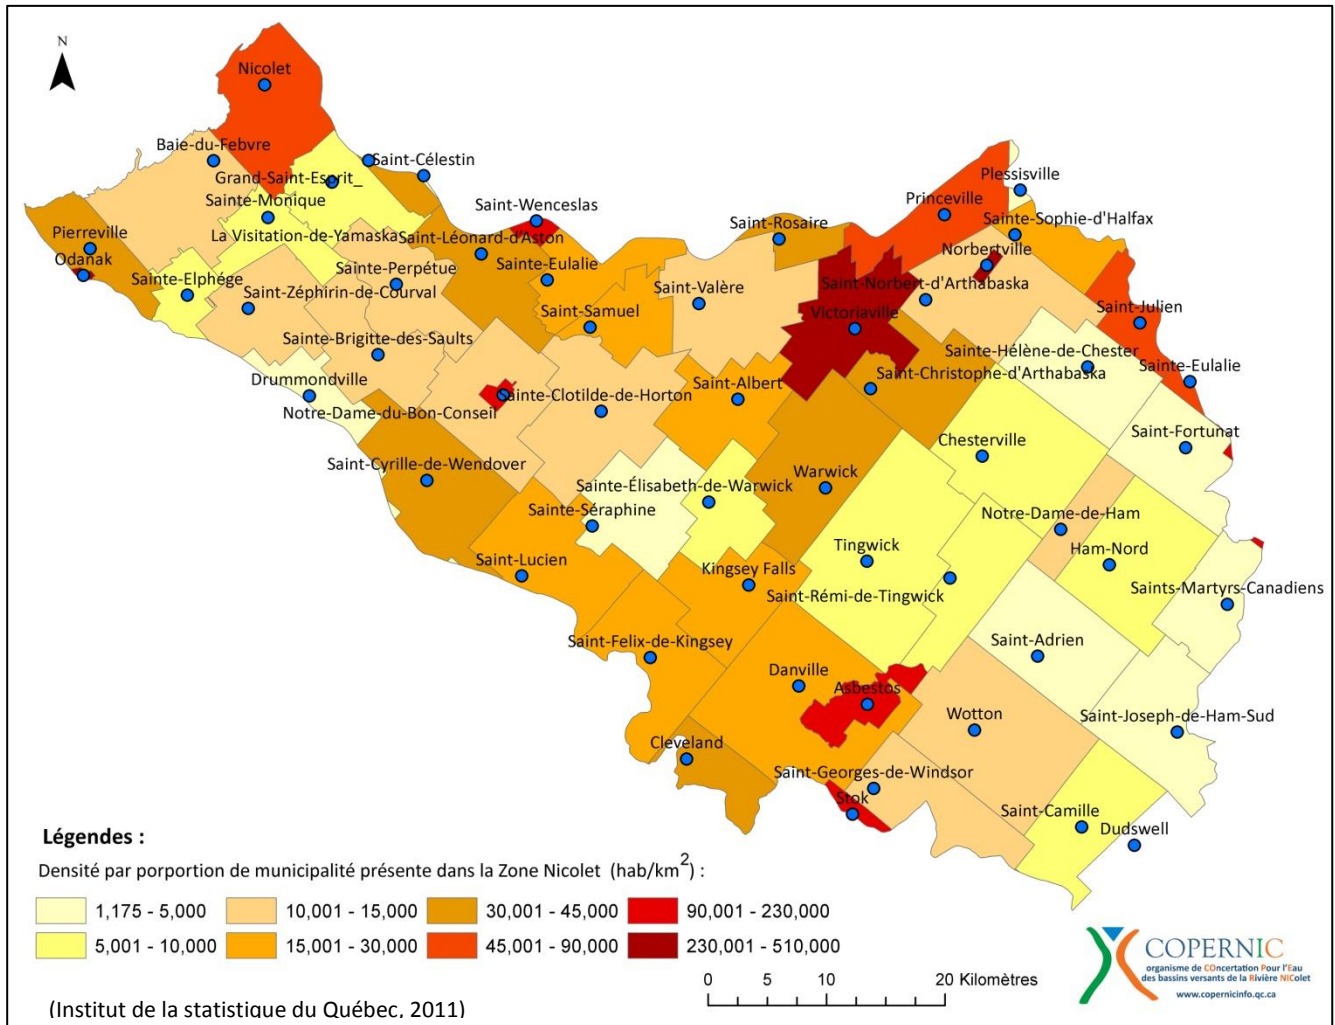 N
Nicolet
Baie-du-Febvre
Saint-Célestin
Grand-Saint-Esprit_
Sainte-Monique
La Visitation-de-Yamaska
Pierreville
Odanak
Sainte-Elphége
Saint-Wenceslas
Saint-Léonard-d'Aston
Sainte-Eulalie
Sainte-Perpétue
Saint-Zéphirin-de-Courval
Saint-Samuel
Sainte-Brigitte-des-Saults
Drummondville
Notre-Dame-du-Bon-Conseil
Sainte-Clotilde-de-Horton
Saint-Rosaire
Saint-Valère
Princeville
Plessisville
Sainte-Sophie-d'Halfax
Norbertville
Saint-Norbert-d'Arthabaska
Victoriaville
Saint-Julien
Sainte-Hélène-de-Chester
Saint-Christophe-d'Arthabaska
Sainte-Eulalie
Saint-Albert
Saint-Fortunat
Chesterville
Saint-Cyrille-de-Wendover
Sainte-Élisabeth-de-Warwick
Warwick
Sainte-Séraphine
Notre-Dame-de-Ham
Tingwick
Ham-Nord
Saint-Lucien
Kingsey Falls
Saint-Rémi-de-Tingwick
Saints-Martyrs-Canadiens
Saint-Felix-de-Kingsey
Saint-Adrien
Danville
Asbestos
Wotton
Saint-Joseph-de-Ham-Sud
Cleveland
Saint-Georges-de-Windsor
Stok
Saint-Camille
Dudswell
Légendes :
Densité par porportion de municipalité présente dans la Zone Nicolet (hab/km2) :
1,175 - 5,000
10,001 - 15,000
30,001 - 45,000
90,001 - 230,000
5,001 - 10,000
15,001 - 30,000
45,001 - 90,000
230,001 - 510,000
0 5 10 20 Kilomètres
(Institut de la statistique du Québec, 2011)
COPERNIC
organisme de COncertation Pour l'Eau
des bassins versants de la Rivière NIColet
www.copernicinfo.qc.ca